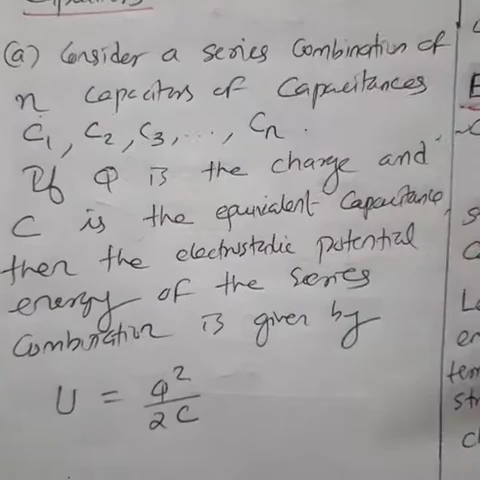 (a) Consider a series Combination of
n capacitors of Capacitances
C1, C2, C3, ..., Cn.
If Q is the charge and
C is the equivalent Capacitance,
then the electrostatic potential
energy of the series
Combination is given by
U = Q²/2C